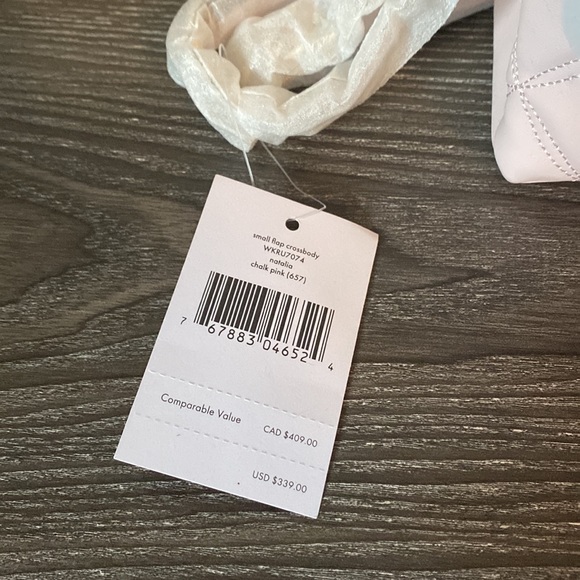 small flap crossbody
WKRU7074
natalia
chalk pink (657)
7 67883 04652 4
Comparable Value CAD $409.00
USD $339.00